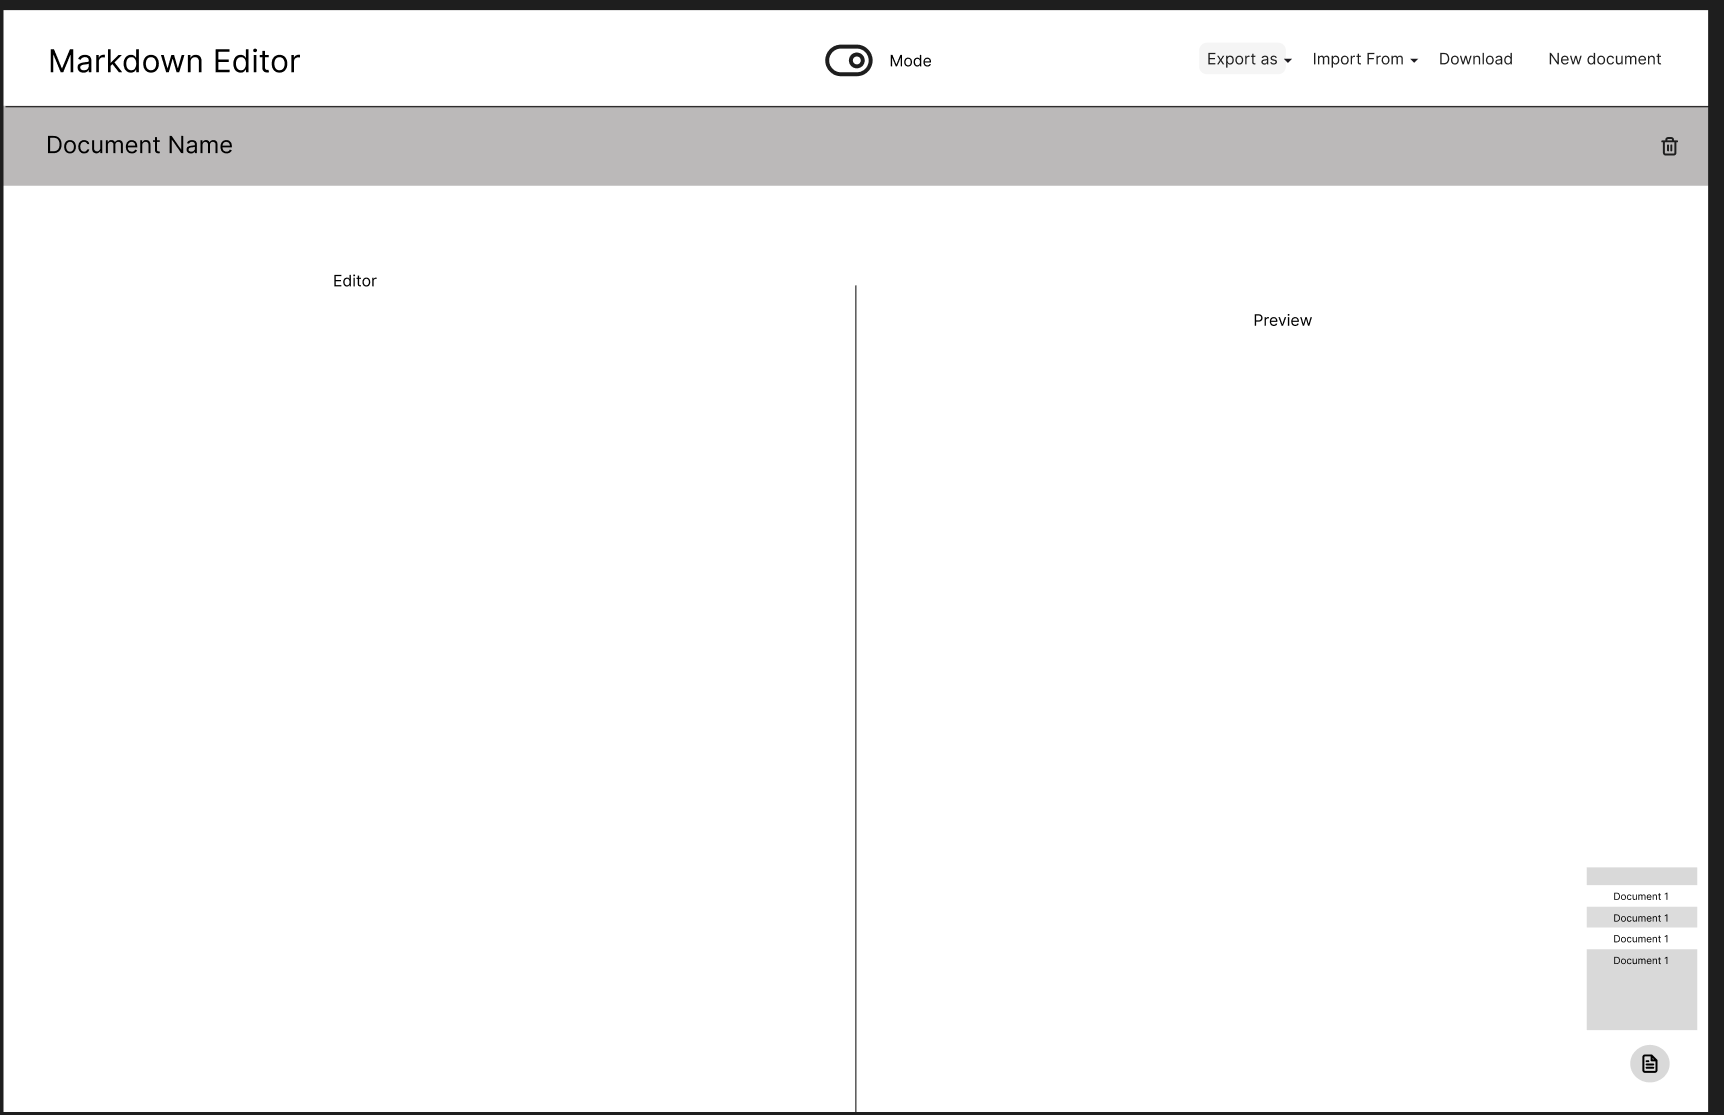 Markdown Editor
Mode
Export as
Import From
Download
New document
Document Name
Editor
Preview
Document 1
Document 1
Document 1
Document 1